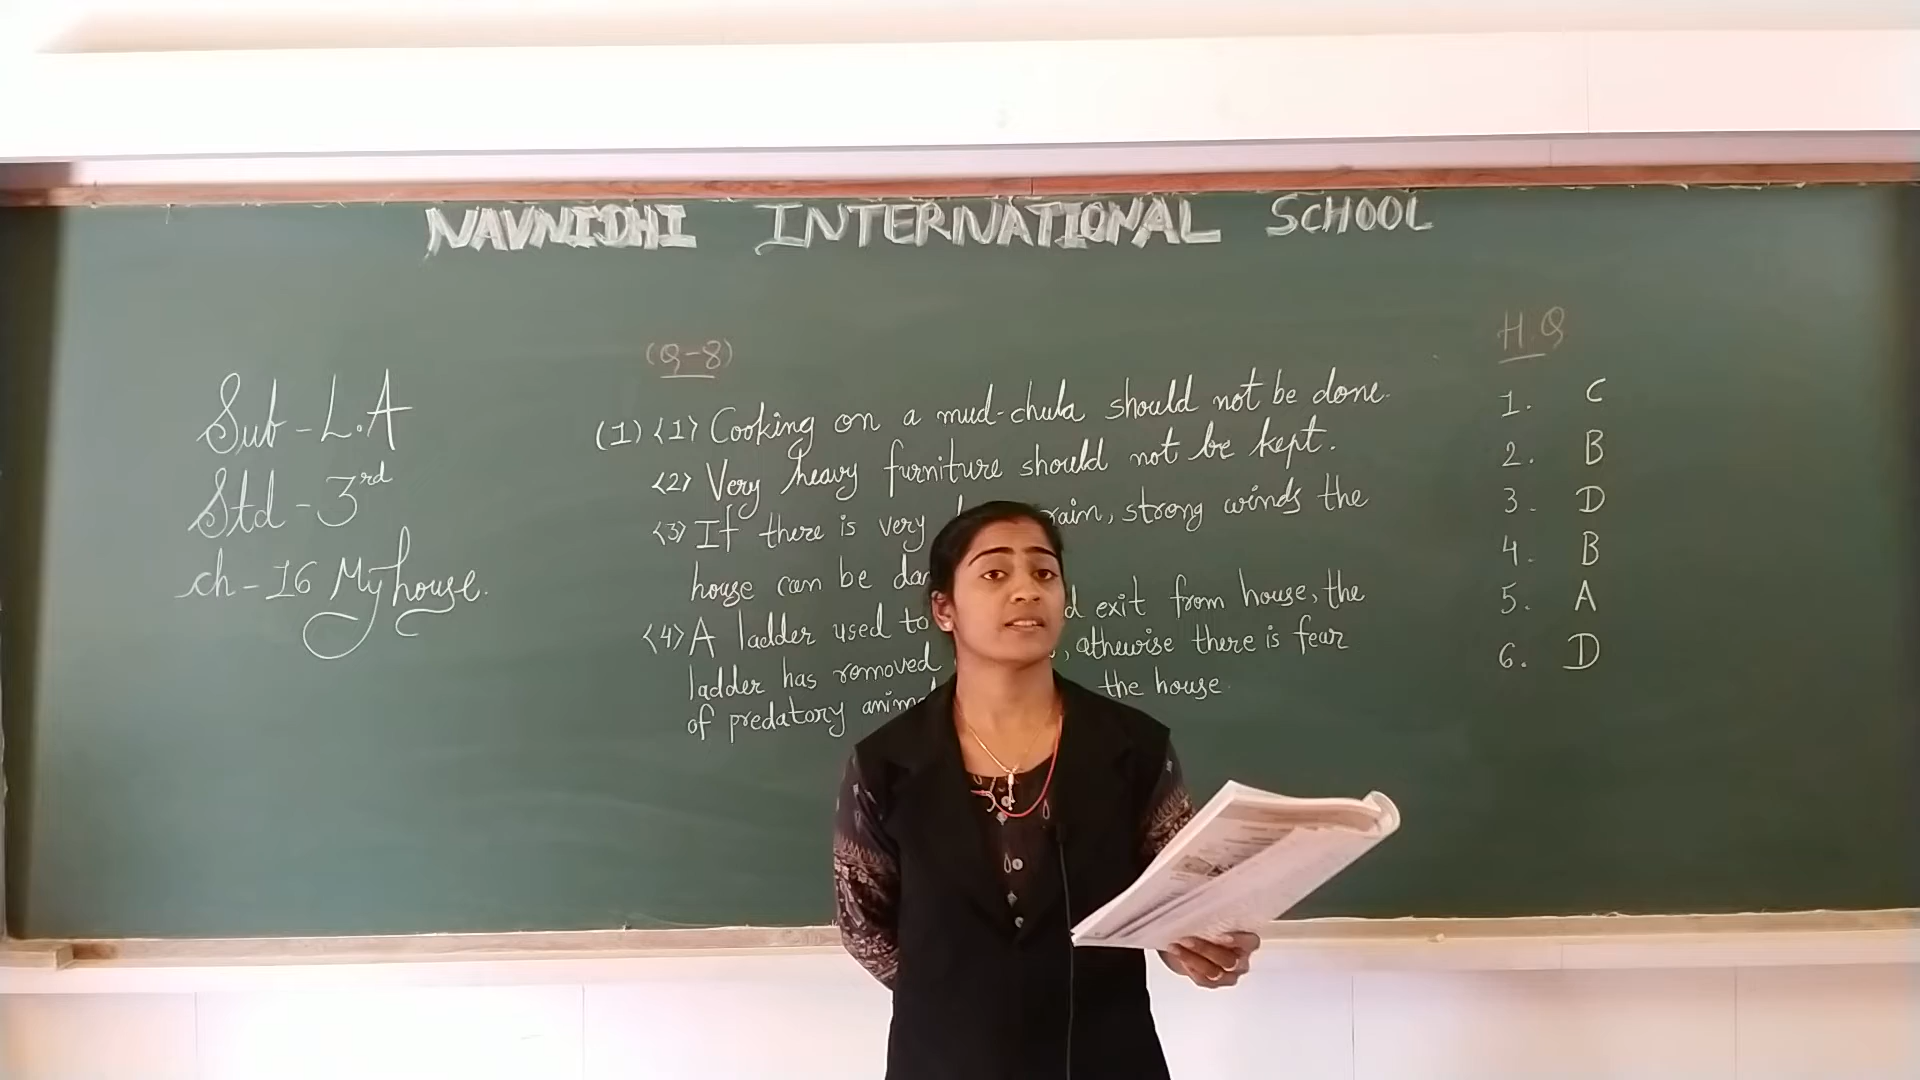 NAVNIDHI INTERNATIONAL SCHOOL
Sub - L.A
Std - 3rd
ch - 16 My house.
(Q-8)
(1) <1> Cooking on a mud-chula should not be done.
<2> Very heavy furniture should not be kept.
<3> If there is very rain, strong winds the
house can be
<4> A ladder used to exit from house, the
ladder has romoved , athewise there is fear
of predatory the house.
H.Q
1. C
2. B
3. D
4. B
5. A
6. D